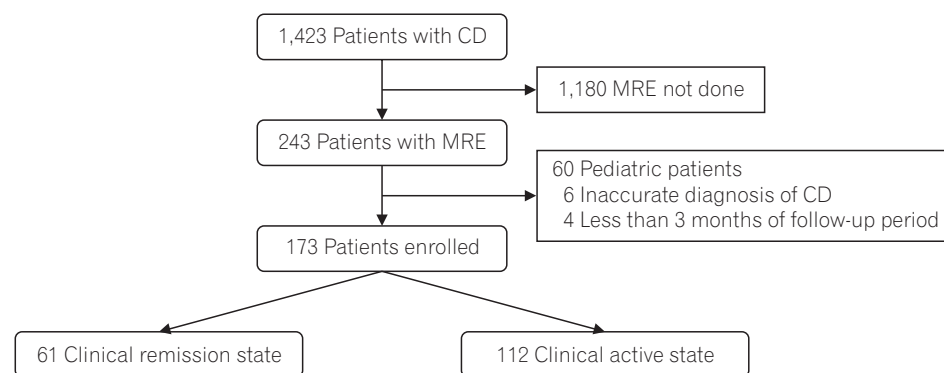 1,423 Patients with CD
1,180 MRE not done
243 Patients with MRE
60 Pediatric patients
6 Inaccurate diagnosis of CD
4 Less than 3 months of follow-up period
173 Patients enrolled
61 Clinical remission state
112 Clinical active state